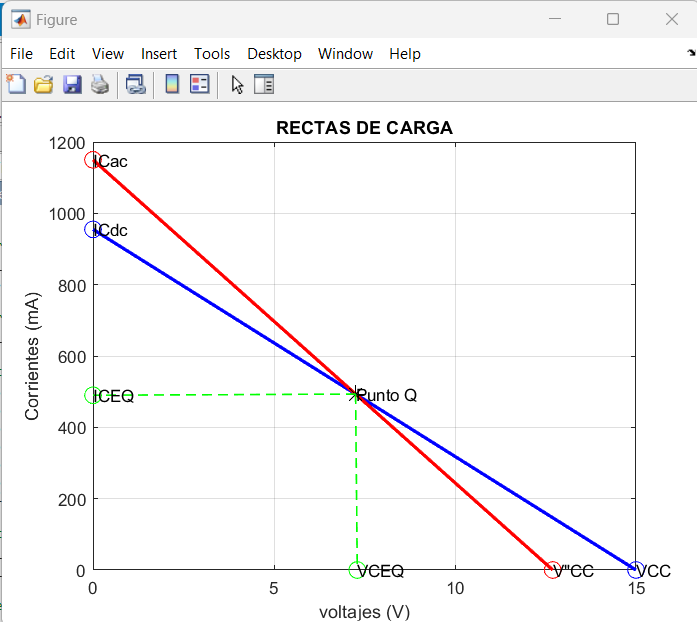 Figure
File Edit View Insert Tools Desktop Window Help
RECTAS DE CARGA
1200
ICac
1000
ICdc
800
600
ICEQ
Punto Q
400
200
0
VCEQ
V"CC
VCC
0 5 10 15
Corrientes (mA)
voltajes (V)